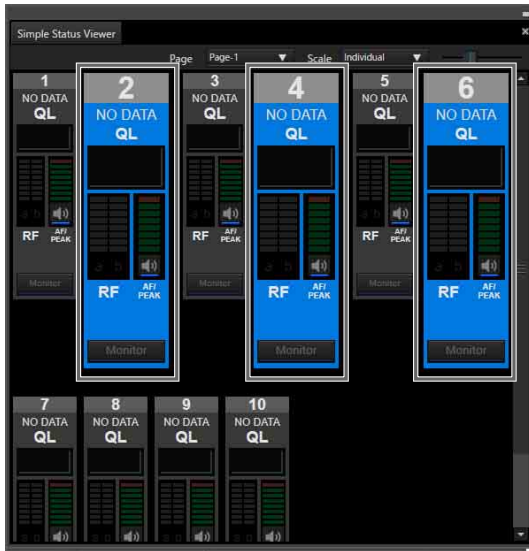 Simple Status Viewer
Page Page-1 Scale Individual
1 2 3 4 5 6
NO DATA NO DATA NO DATA NO DATA NO DATA NO DATA
QL QL QL QL QL QL
a b a b a b a b a b a b
RF AF/PEAK RF AF/PEAK RF AF/PEAK RF AF/PEAK RF AF/PEAK RF AF/PEAK
Monitor Monitor Monitor Monitor Monitor Monitor
7 8 9 10
NO DATA NO DATA NO DATA NO DATA
QL QL QL QL